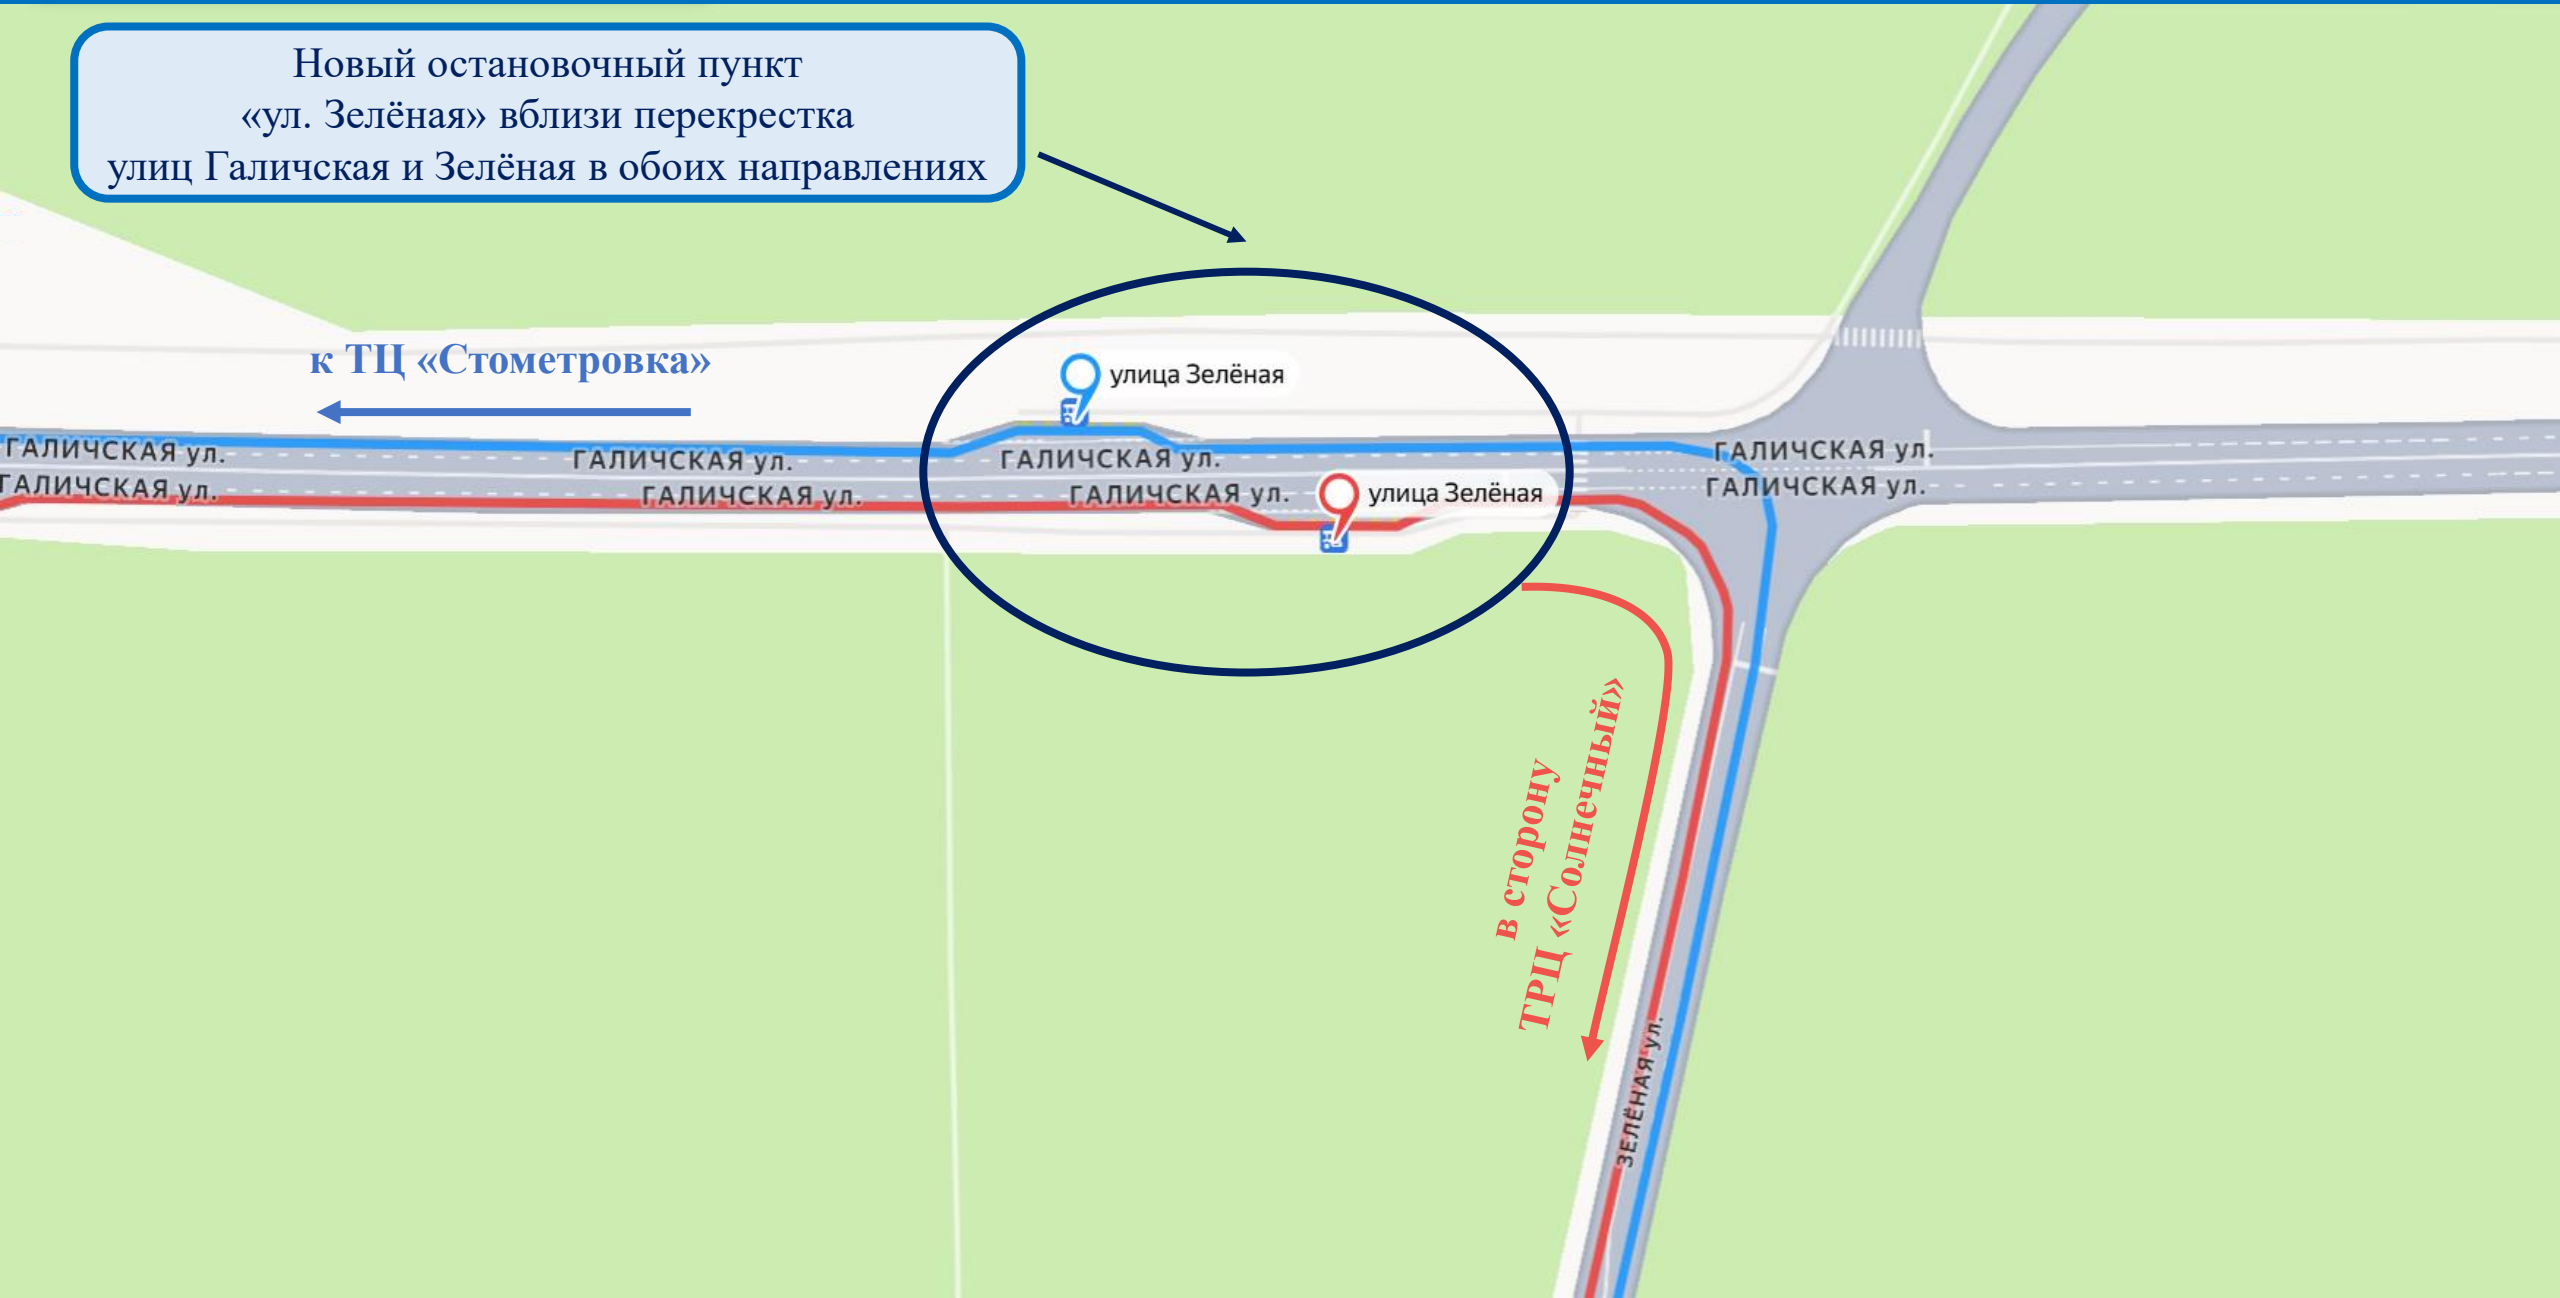 Новый остановочный пункт
«ул. Зелёная» вблизи перекрестка
улиц Галичская и Зелёная в обоих направлениях
к ТЦ «Стометровка»
улица Зелёная
ГАЛИЧСКАЯ ул.
ГАЛИЧСКАЯ ул.
ГАЛИЧСКАЯ ул.
ГАЛИЧСКАЯ ул.
ГАЛИЧСКАЯ ул.
ГАЛИЧСКАЯ ул.
ГАЛИЧСКАЯ ул.
улица Зелёная
ГАЛИЧСКАЯ ул.
в сторону
ТРЦ «Солнечный»
ЗЕЛЁНАЯ ул.